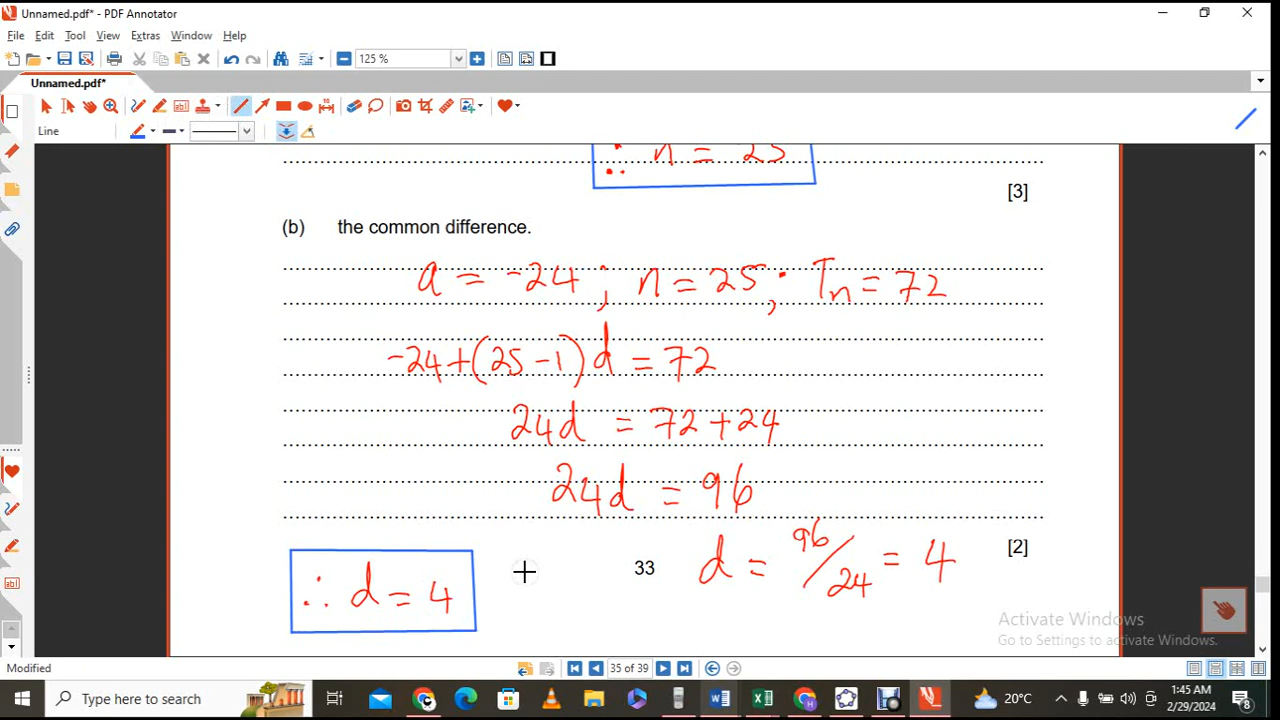 Unnamed.pdf* - PDF Annotator
File Edit Tool View Extras Window Help
125 %
Unnamed.pdf*
Line
∴ n = 25
[3]
(b) the common difference.
a = -24 ; n = 25 ; Tn = 72
-24+(25-1)d = 72
24d = 72+24
24d = 96
d = 96/24 = 4
[2]
33
∴ d = 4
Activate Windows
Go to Settings to activate Windows.
Modified
35 of 39
Type here to search
20°C
1:45 AM
2/29/2024
8